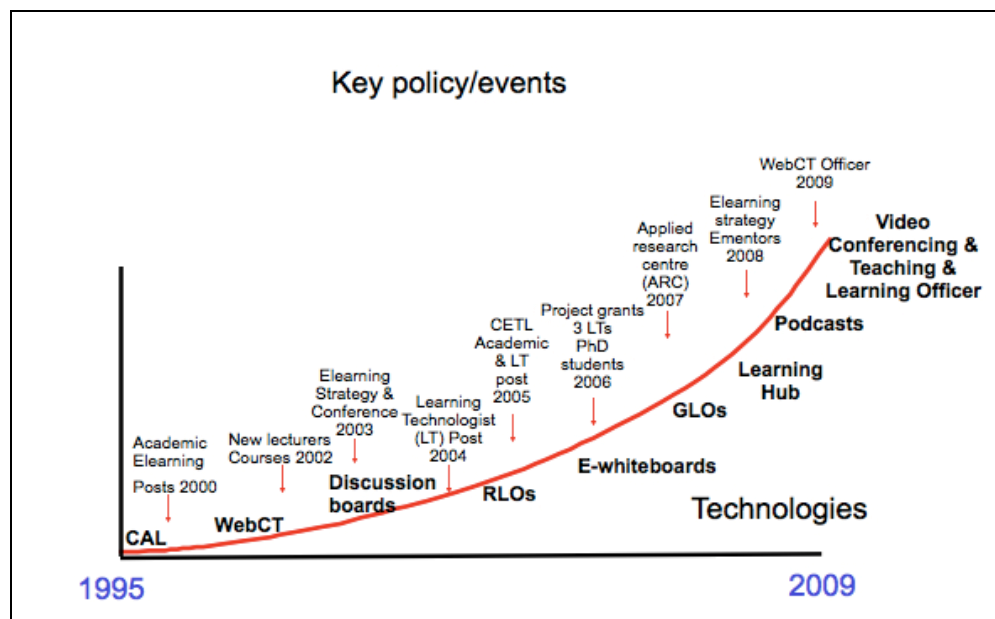 Key policy/events
WebCT Officer
2009
Elearning
strategy
Ementors
2008
Video
Conferencing &
Teaching &
Learning Officer
Applied
research
centre
(ARC)
2007
Project grants
3 LTs
PhD
students
2006
CETL
Academic
& LT
post
2005
Podcasts
Learning
Hub
Elearning
Strategy &
Conference
2003
Learning
Technologist
(LT) Post
2004
GLOs
Academic
Elearning
Posts 2000
New lecturers
Courses 2002
E-whiteboards
Discussion
boards
RLOs
Technologies
WebCT
CAL
1995
2009